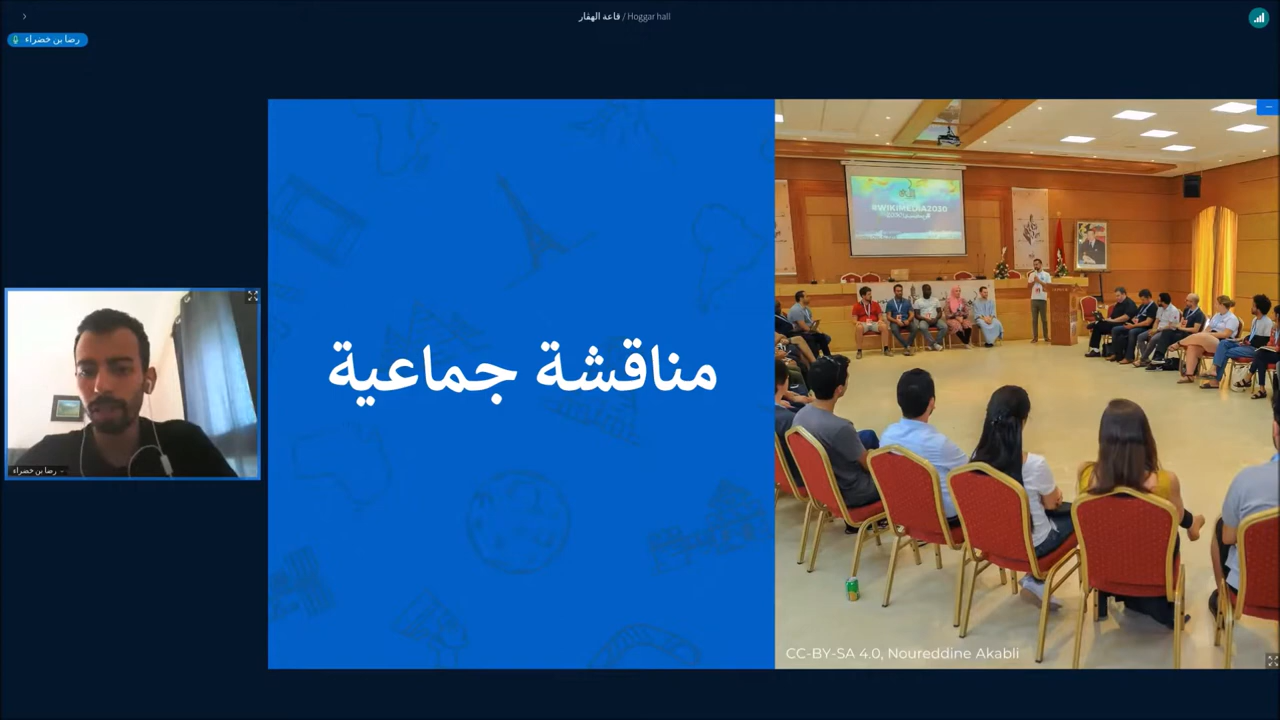 قاعة الهڨار / Hoggar hall
رضا بن خضراء
مناقشة جماعية
#WIKIMEDIA2030
رضا بن خضراء
CC-BY-SA 4.0, Noureddine Akabli